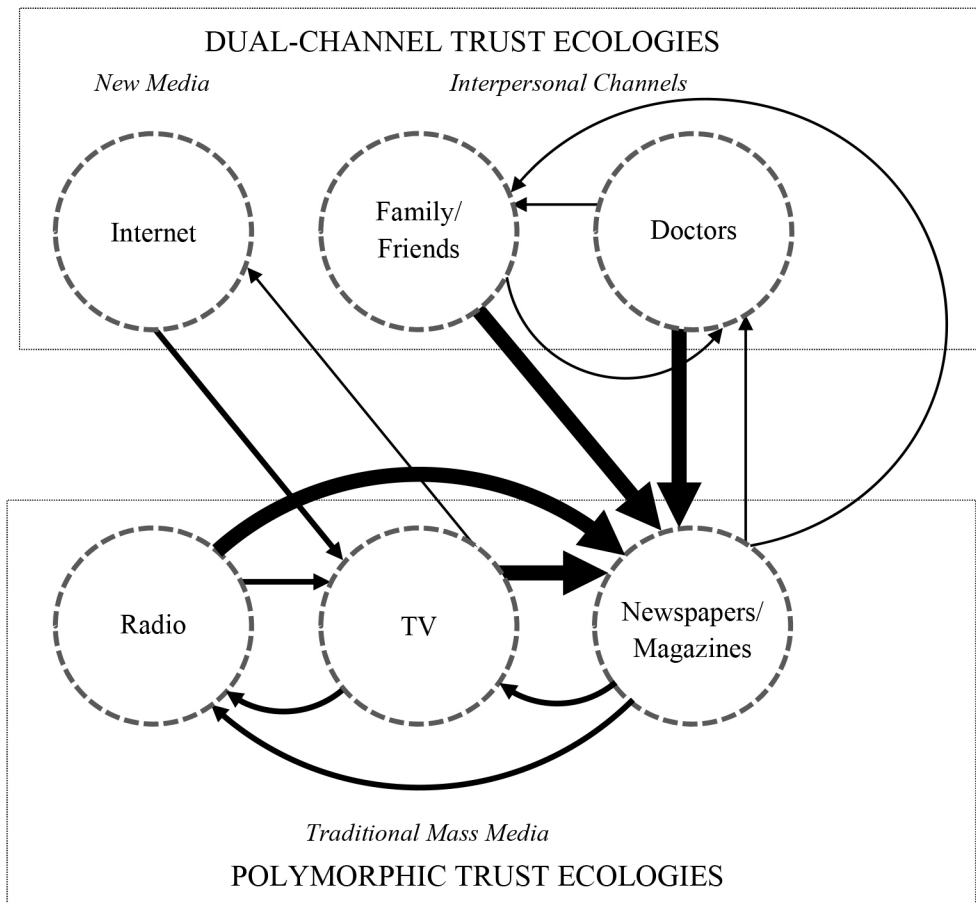 DUAL-CHANNEL TRUST ECOLOGIES
New Media
Interpersonal Channels
Internet
Family/
Friends
Doctors
Radio
TV
Newspapers/
Magazines
Traditional Mass Media
POLYMORPHIC TRUST ECOLOGIES